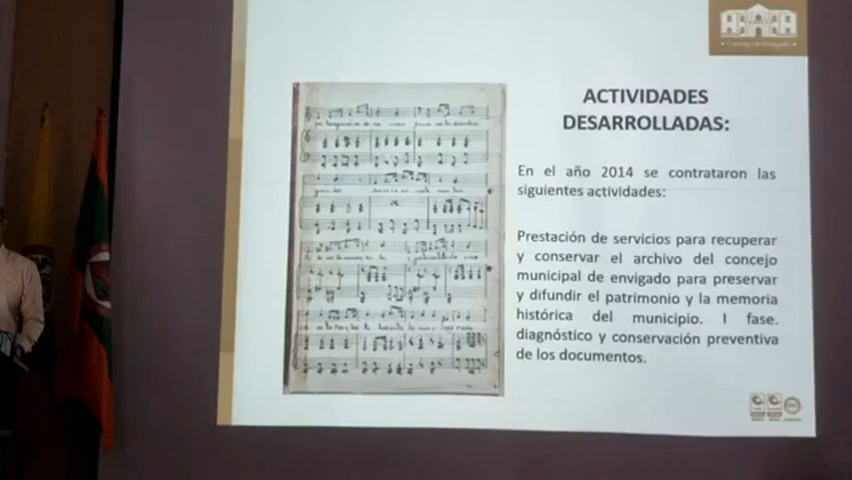 ACTIVIDADES
DESARROLLADAS:
En el año 2014 se contrataron las
siguientes actividades:
Prestación de servicios para recuperar
y conservar el archivo del concejo
municipal de envigado para preservar
y difundir el patrimonio y la memoria
histórica del municipio. I fase.
diagnóstico y conservación preventiva
de los documentos.